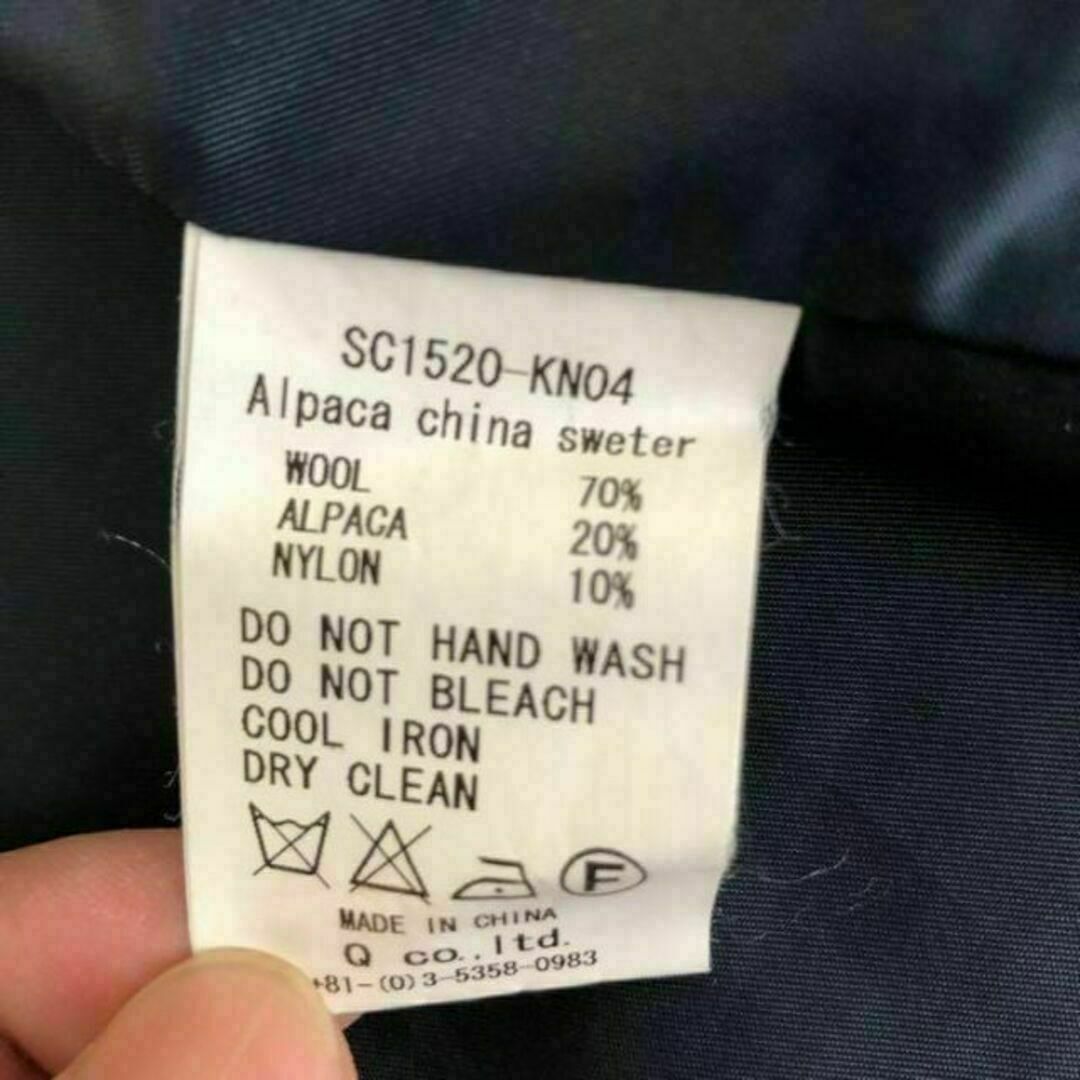 SC1520-KN04
Alpaca china sweter
WOOL 70%
ALPACA 20%
NYLON 10%
DO NOT HAND WASH
DO NOT BLEACH
COOL IRON
DRY CLEAN
F
MADE IN CHINA
Q co.,ltd.
+81-(0)3-5358-0983